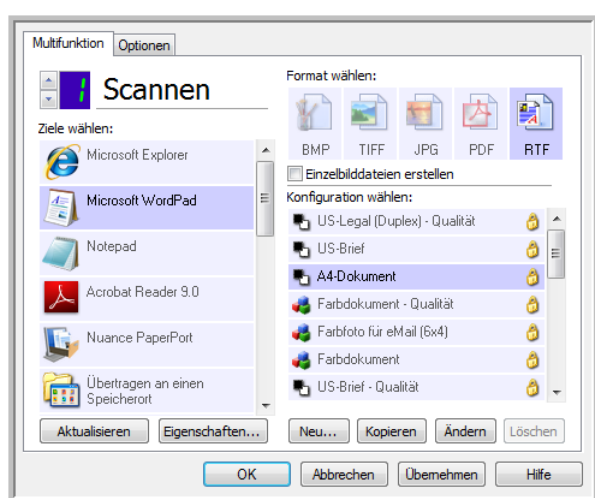 Multifunktion
Optionen
1 Scannen
Ziele wählen:
Microsoft Explorer
Microsoft WordPad
Notepad
Acrobat Reader 9.0
Nuance PaperPort
Übertragen an einen
Speicherort
Aktualisieren
Eigenschaften...
Format wählen:
BMP
TIFF
JPG
PDF
RTF
Einzelbilddateien erstellen
Konfiguration wählen:
US-Legal (Duplex) - Qualität
US-Brief
A4-Dokument
Farbdokument - Qualität
Farbfoto für eMail (6x4)
Farbdokument
US-Brief - Qualität
Neu...
Kopieren
Ändern
Löschen
OK
Abbrechen
Übernehmen
Hilfe